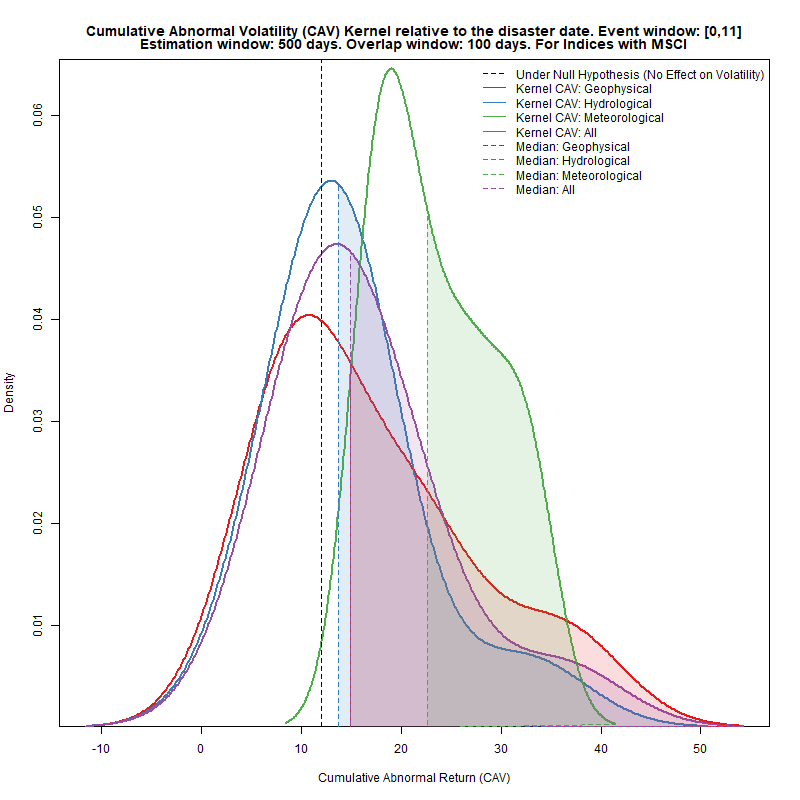 Cumulative Abnormal Volatility (CAV) Kernel relative to the disaster date. Event window: [0,11]
Estimation window: 500 days. Overlap window: 100 days. For Indices with MSCI
Under Null Hypothesis (No Effect on Volatility)
Kernel CAV: Geophysical
Kernel CAV: Hydrological
Kernel CAV: Meteorological
Kernel CAV: All
Median: Geophysical
Median: Hydrological
Median: Meteorological
Median: All
0.06
0.05
0.04
0.03
0.02
0.01
Density
-10 0 10 20 30 40 50
Cumulative Abnormal Return (CAV)